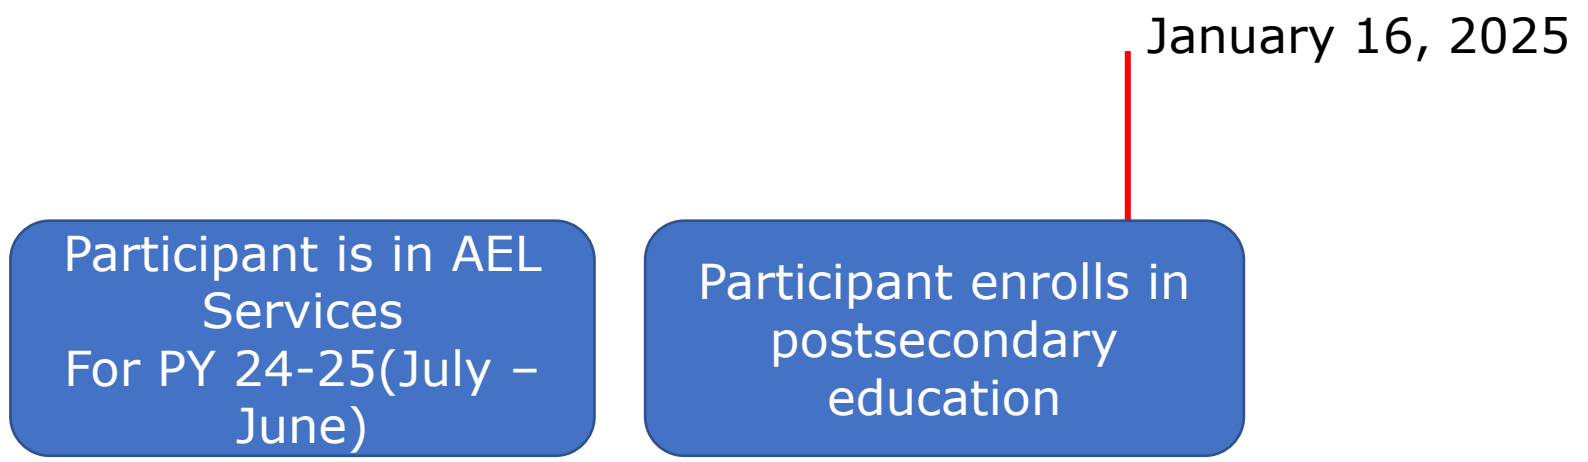 January 16, 2025
Participant is in AEL
Services
For PY 24-25(July –
June)
Participant enrolls in
postsecondary
education